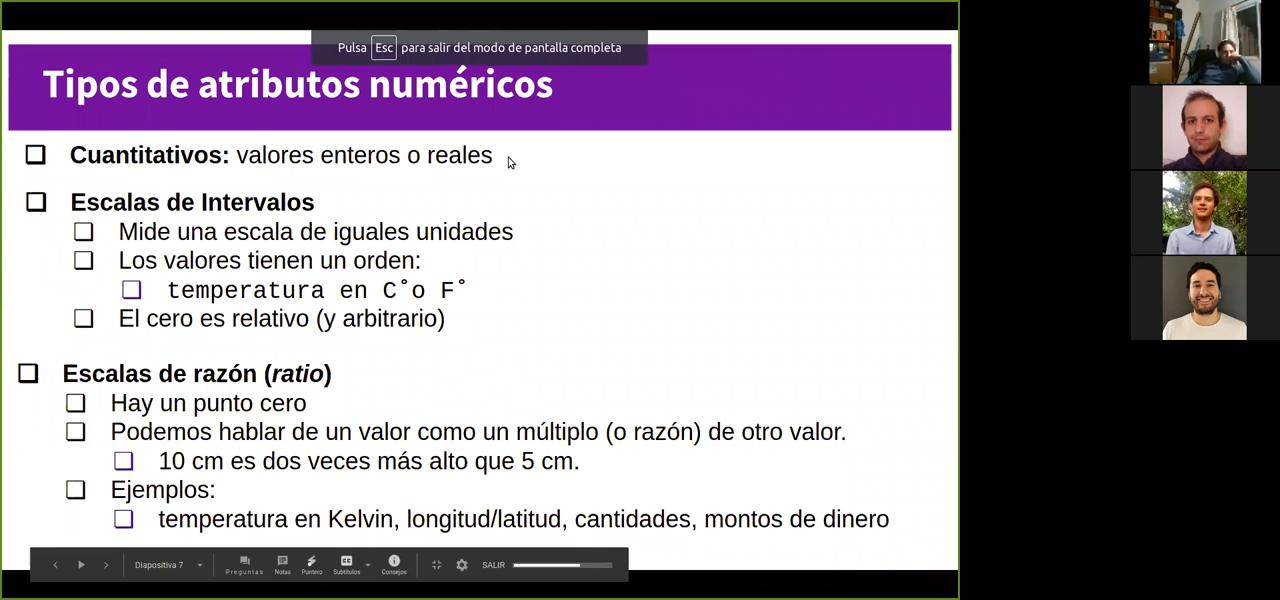 Pulsa Esc para salir del modo de pantalla completa
Tipos de atributos numéricos
Cuantitativos: valores enteros o reales
Escalas de Intervalos
Mide una escala de iguales unidades
Los valores tienen un orden:
temperatura en C°o F°
El cero es relativo (y arbitrario)
Escalas de razón (ratio)
Hay un punto cero
Podemos hablar de un valor como un múltiplo (o razón) de otro valor.
10 cm es dos veces más alto que 5 cm.
Ejemplos:
temperatura en Kelvin, longitud/latitud, cantidades, montos de dinero
Diapositiva 7 Preguntas Notas Puntero CC Subtítulos Consejos SALIR